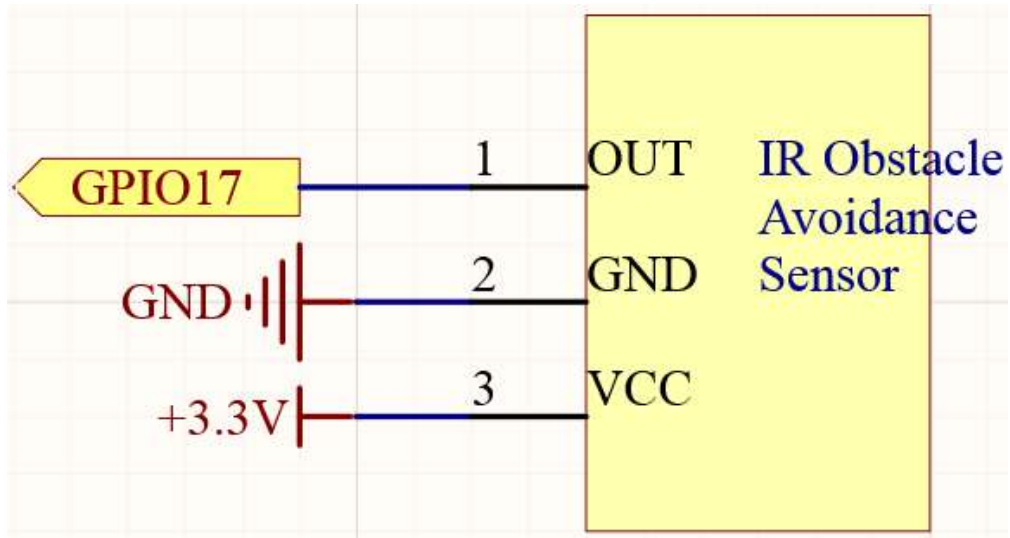 GPIO17 1 OUT IR Obstacle
Avoidance
GND 2 GND Sensor
+3.3V 3 VCC